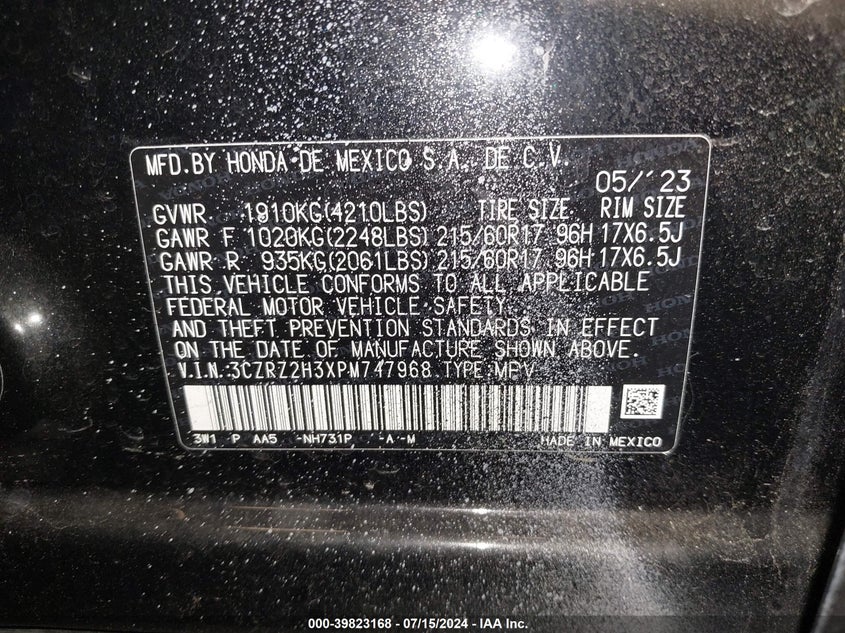 MFD.BY HONDA DE MEXICO S.A. DE C.V.
05/'23
GVWR 1910KG(4210LBS) TIRE SIZE RIM SIZE
GAWR F 1020KG(2248LBS) 215/60R17 96H 17X6.5J
GAWR R 935KG(2061LBS) 215/60R17 96H 17X6.5J
THIS VEHICLE CONFORMS TO ALL APPLICABLE
FEDERAL MOTOR VEHICLE SAFETY
AND THEFT PREVENTION STANDARDS IN EFFECT
ON THE DATE OF MANUFACTURE SHOWN ABOVE.
V.I.N.:3CZRZ2H3XPM747968 TYPE:MPV
3W1 P AA5 -NH731P -A -M MADE IN MEXICO
000-39823168 - 07/15/2024 - IAA Inc.